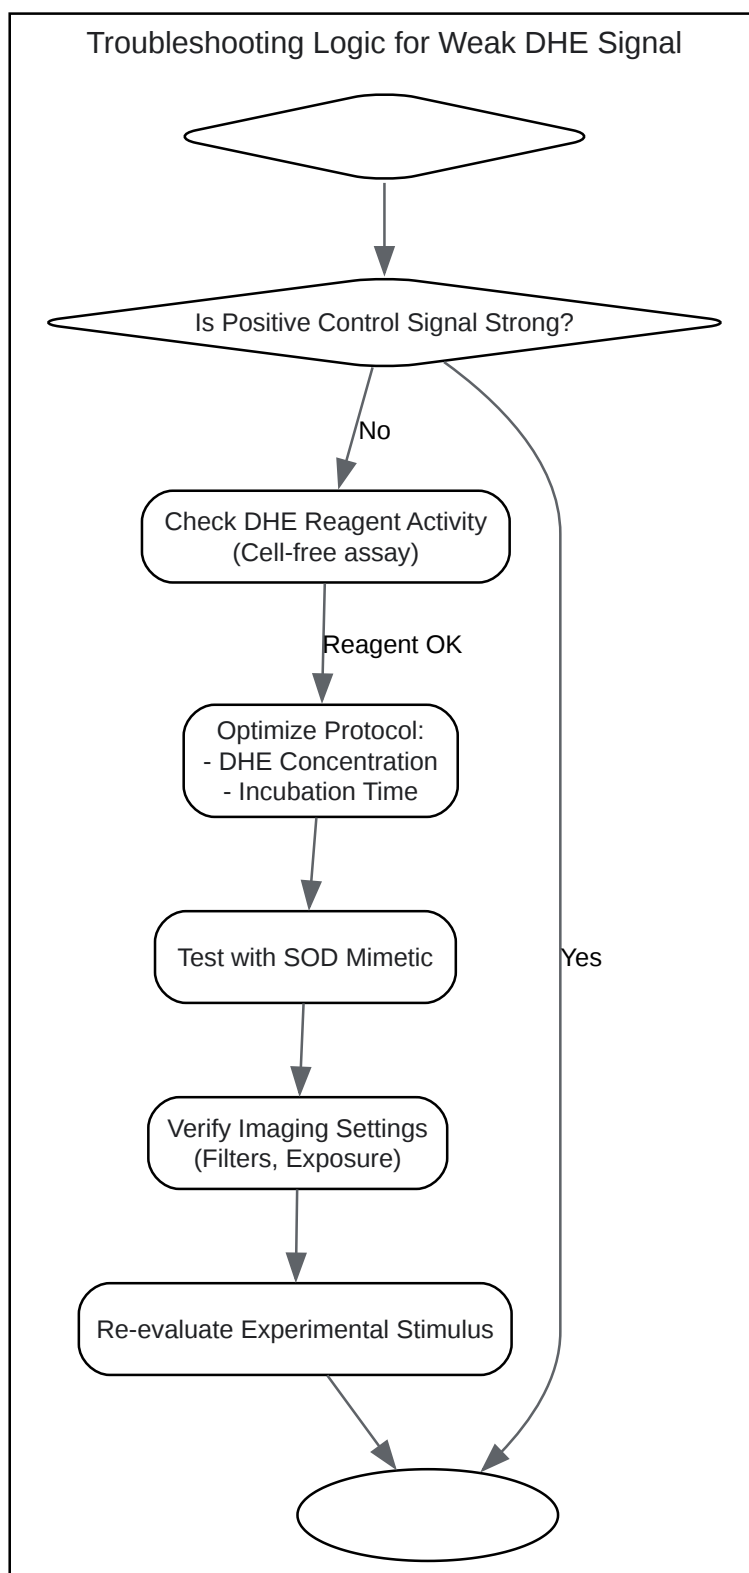 Troubleshooting Logic for Weak DHE Signal
Is Positive Control Signal Strong?
No
Check DHE Reagent Activity
(Cell-free assay)
Reagent OK
Optimize Protocol:
- DHE Concentration
- Incubation Time
Test with SOD Mimetic
Yes
Verify Imaging Settings
(Filters, Exposure)
Re-evaluate Experimental Stimulus